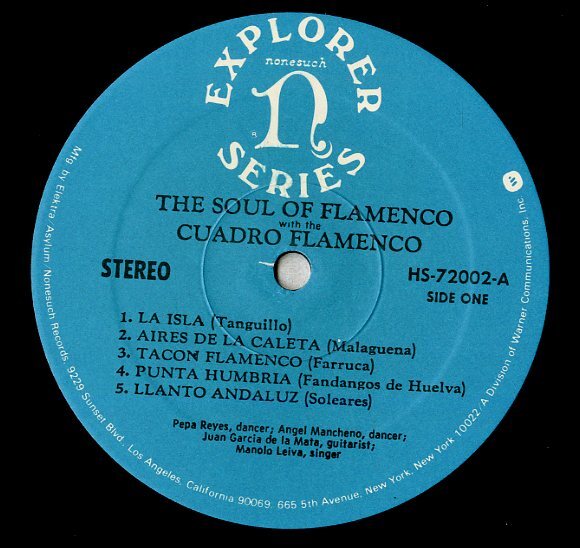 EXPLORER
nonesuch
n
R
SERIES
THE SOUL OF FLAMENCO
with the
CUADRO FLAMENCO
STEREO
HS-72002-A
SIDE ONE
1. LA ISLA (Tanguillo)
2. AIRES DE LA CALETA (Malaguena)
3. TACON FLAMENCO (Farruca)
4. PUNTA HUMBRIA (Fandangos de Huelva)
5. LLANTO ANDALUZ (Soleares)
Pepa Reyes, dancer; Angel Mancheno, dancer;
Juan Garcia de la Mata, guitarist;
Manolo Leiva, singer
Mfg by Elektra/Asylum/Nonesuch Records, 9229 Sunset Blvd., Los Angeles, California 90069. 665 5th Avenue, New York, New York 10022/A Division of Warner Communications, Inc.